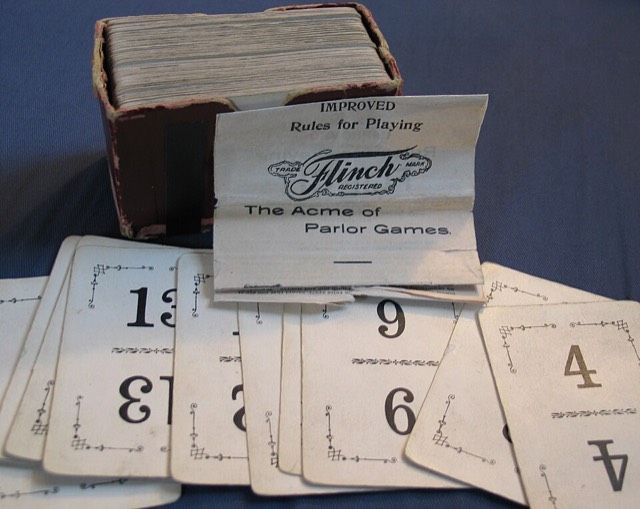 IMPROVED
Rules for Playing
TRADE Flinch MARK
REGISTERED
The Acme of
Parlor Games.
13
13
9
9
4
4